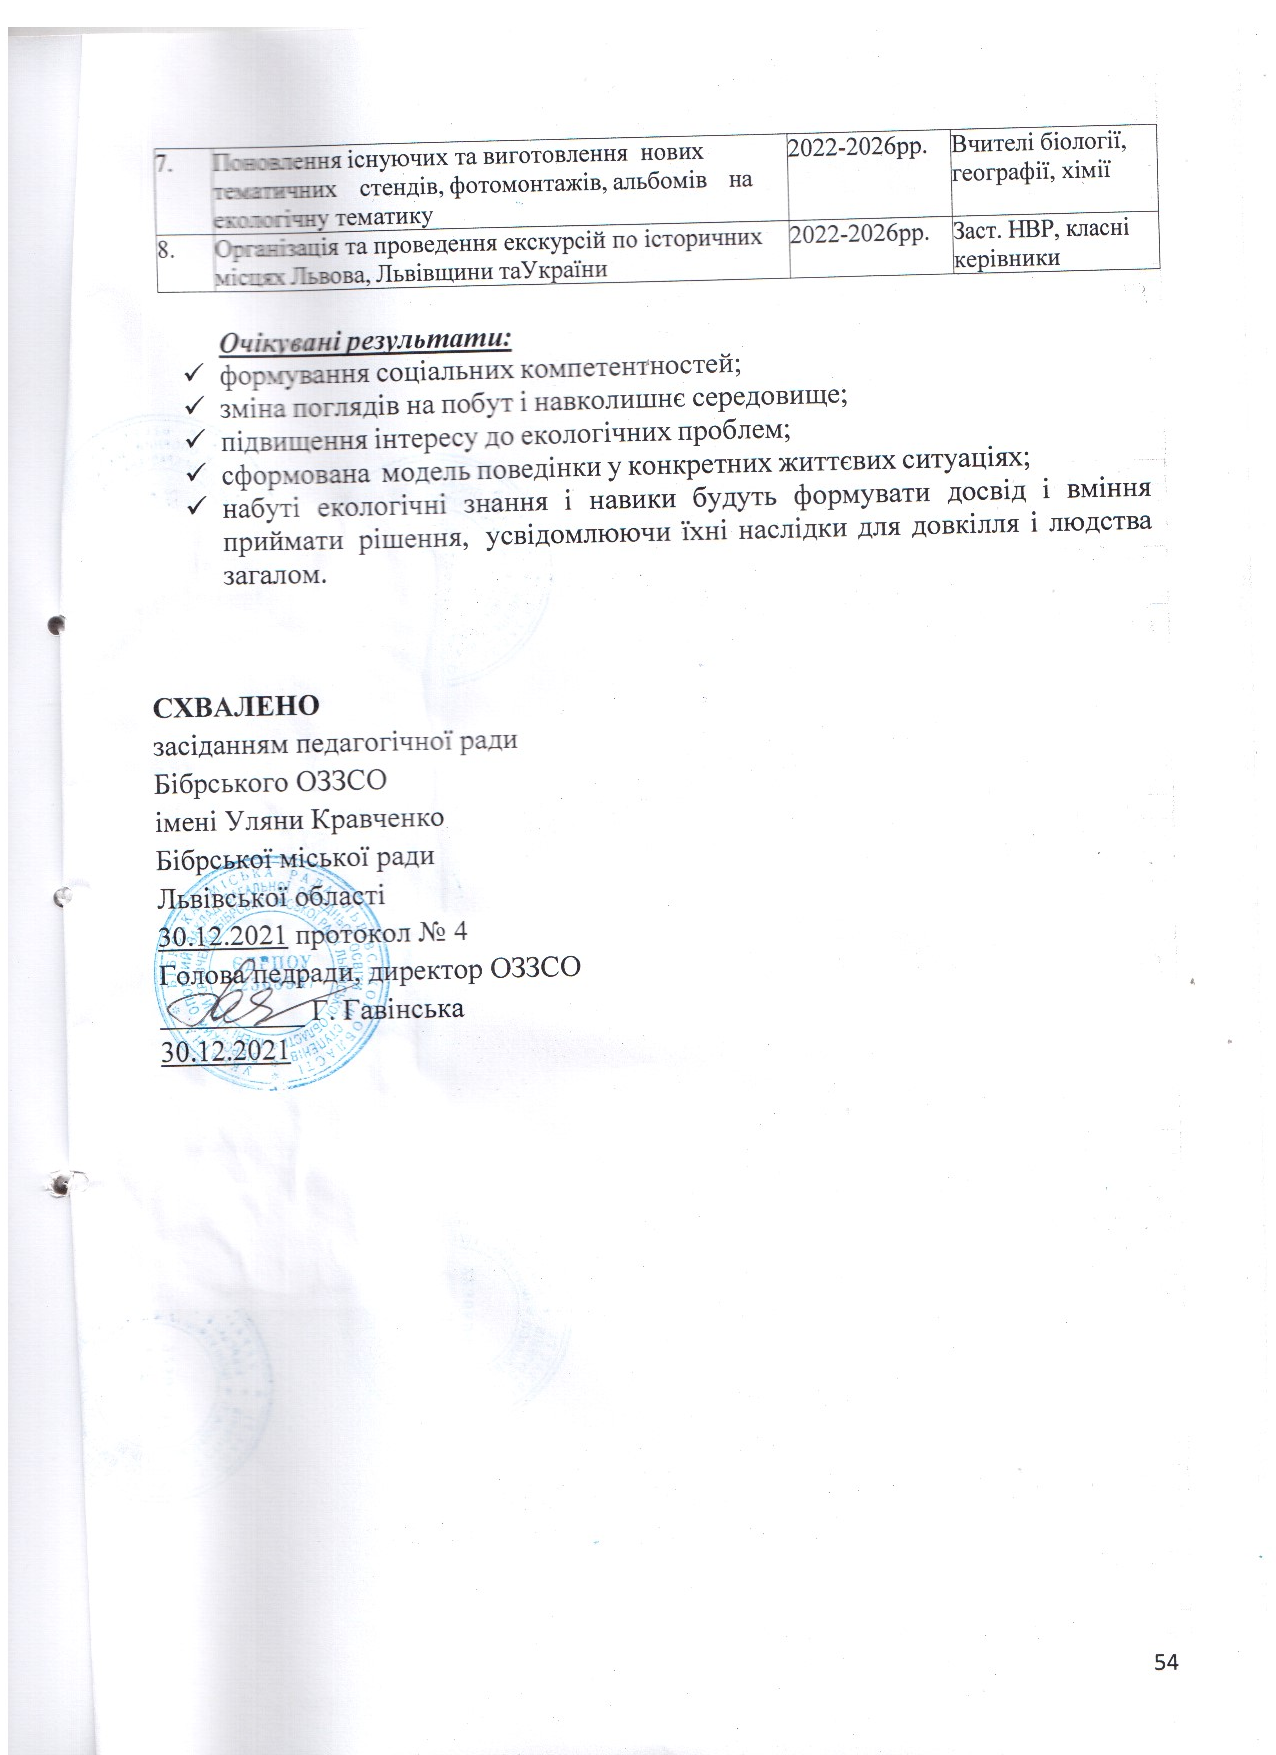 7. Поновлення існуючих та виготовлення нових 2022-2026рр. Вчителі біології,
тематичних стендів, фотомонтажів, альбомів на географії, хімії
екологічну тематику
8. Організація та проведення екскурсій по історичних 2022-2026рр. Заст. НВР, класні
місцях Львова, Львівщини таУкраїни керівники
Очікувані результати:
✓ формування соціальних компетентностей;
✓ зміна поглядів на побут і навколишнє середовище;
✓ підвищення інтересу до екологічних проблем;
✓ сформована модель поведінки у конкретних життєвих ситуаціях;
✓ набуті екологічні знання і навики будуть формувати досвід і вміння
приймати рішення, усвідомлюючи їхні наслідки для довкілля і людства
загалом.
СХВАЛЕНО
засіданням педагогічної ради
Бібрського ОЗЗСО
імені Уляни Кравченко
Бібрської міської ради
Львівської області
30.12.2021 протокол № 4
Голова педради, директор ОЗЗСО
Г. Гавінська
30.12.2021
54